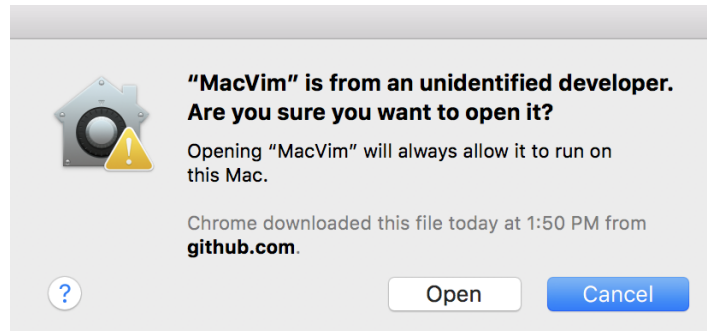 “MacVim” is from an unidentified developer.
Are you sure you want to open it?
Opening “MacVim” will always allow it to run on
this Mac.
Chrome downloaded this file today at 1:50 PM from
github.com.
?
Open
Cancel